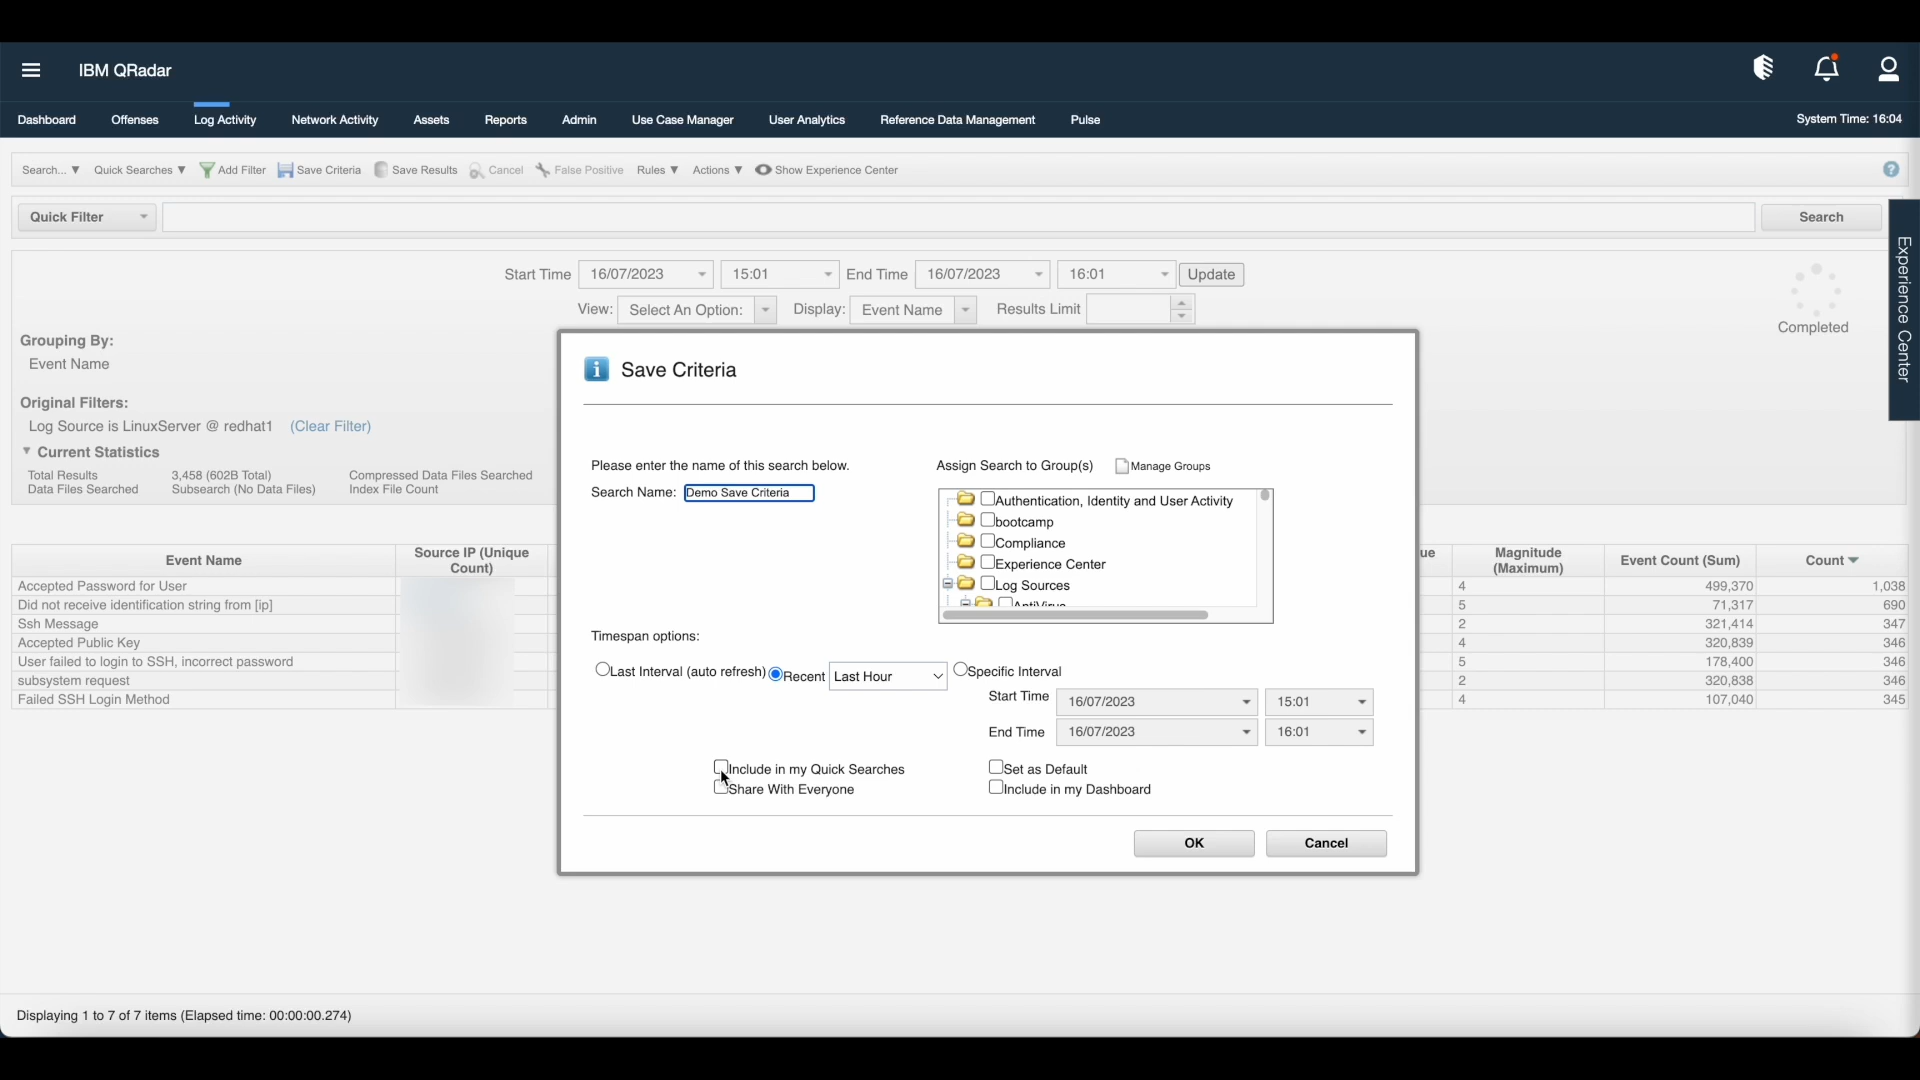 IBM QRadar
Dashboard Offenses Log Activity Network Activity Assets Reports Admin Use Case Manager User Analytics Reference Data Management Pulse System Time: 16:04
Search... Quick Searches Add Filter Save Criteria Save Results Cancel False Positive Rules Actions Show Experience Center ?
Quick Filter Search
Experience Center
Start Time 16/07/2023 15:01 End Time 16/07/2023 16:01 Update
View: Select An Option: Display: Event Name Results Limit
Completed
Grouping By:
Event Name
Original Filters:
Log Source is LinuxServer @ redhat1 (Clear Filter)
Current Statistics
Total Results 3,458 (602B Total) Compressed Data Files Searched
Data Files Searched Subsearch (No Data Files) Index File Count
Save Criteria
Please enter the name of this search below.
Search Name: Demo Save Criteria
Assign Search to Group(s) Manage Groups
Authentication, Identity and User Activity
bootcamp
Compliance
Experience Center
Log Sources
AntiVirus
Timespan options:
Last Interval (auto refresh) Recent Last Hour Specific Interval
Start Time 16/07/2023 15:01
End Time 16/07/2023 16:01
Include in my Quick Searches Set as Default
Share With Everyone Include in my Dashboard
OK Cancel
Event Name Source IP (Unique Count) ue Magnitude (Maximum) Event Count (Sum) Count
Accepted Password for User 4 499,370 1,038
Did not receive identification string from [ip] 5 71,317 690
Ssh Message 2 321,414 347
Accepted Public Key 4 320,839 346
User failed to login to SSH, incorrect password 5 178,400 346
subsystem request 2 320,838 346
Failed SSH Login Method 4 107,040 345
Displaying 1 to 7 of 7 items (Elapsed time: 00:00:00.274)